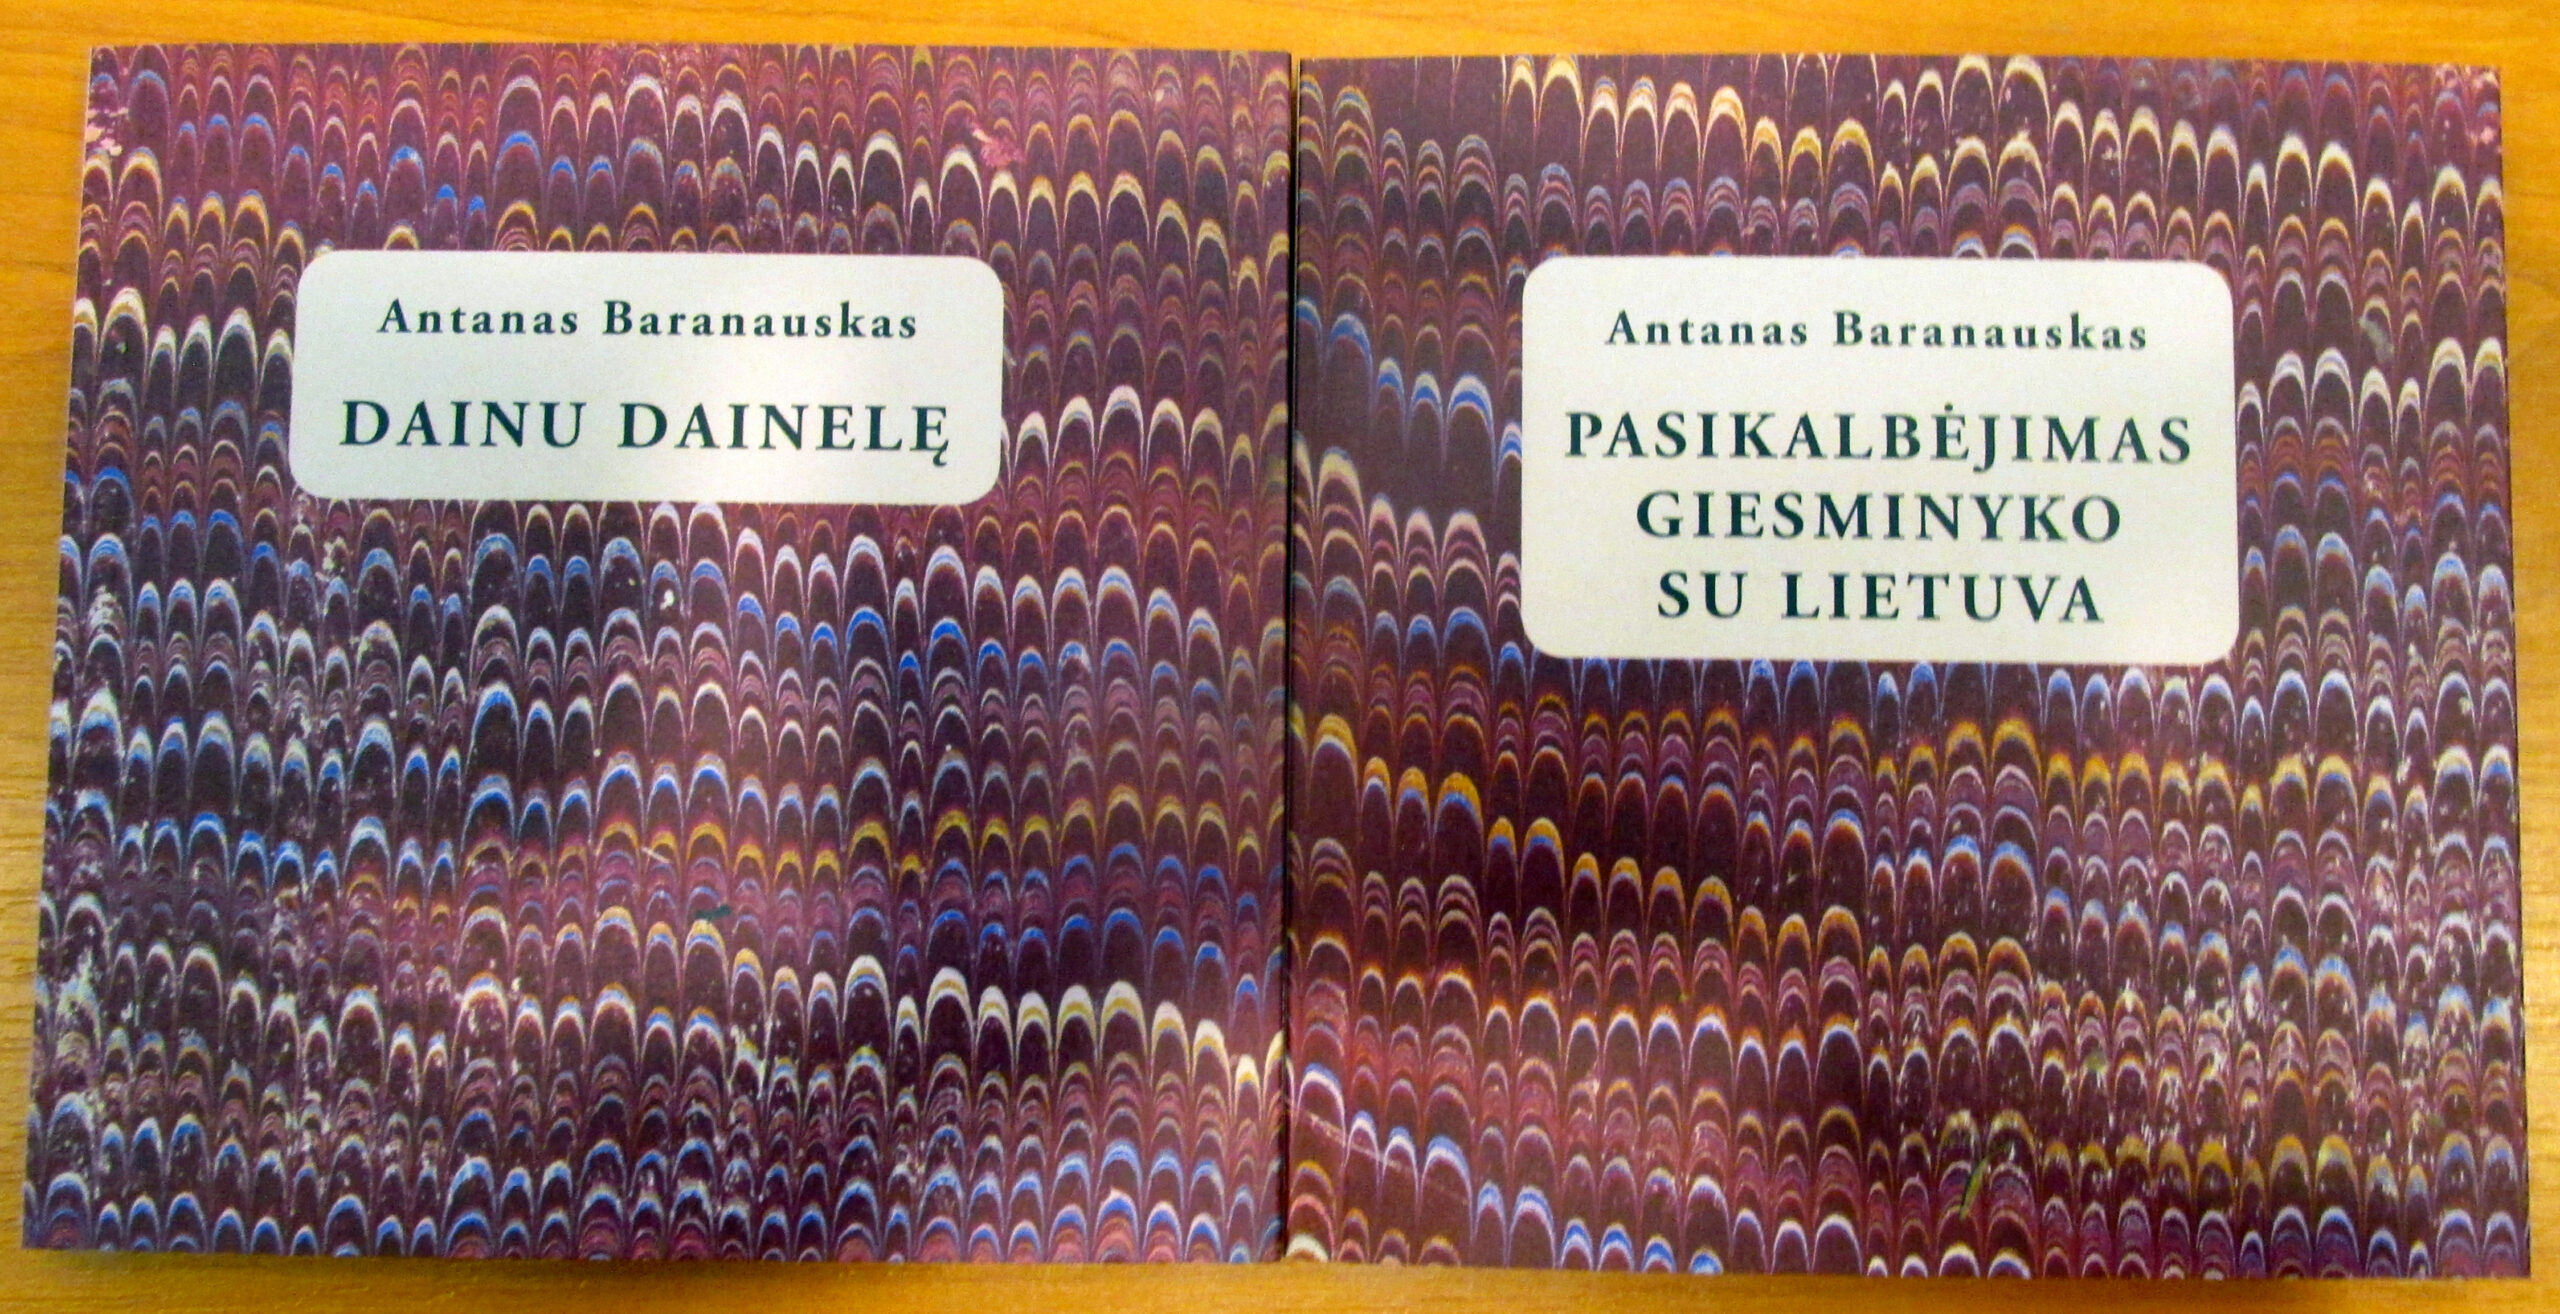 Antanas Baranauskas
DAINU DAINELĘ
Antanas Baranauskas
PASIKALBĖJIMAS
GIESMINYKO
SU LIETUVA